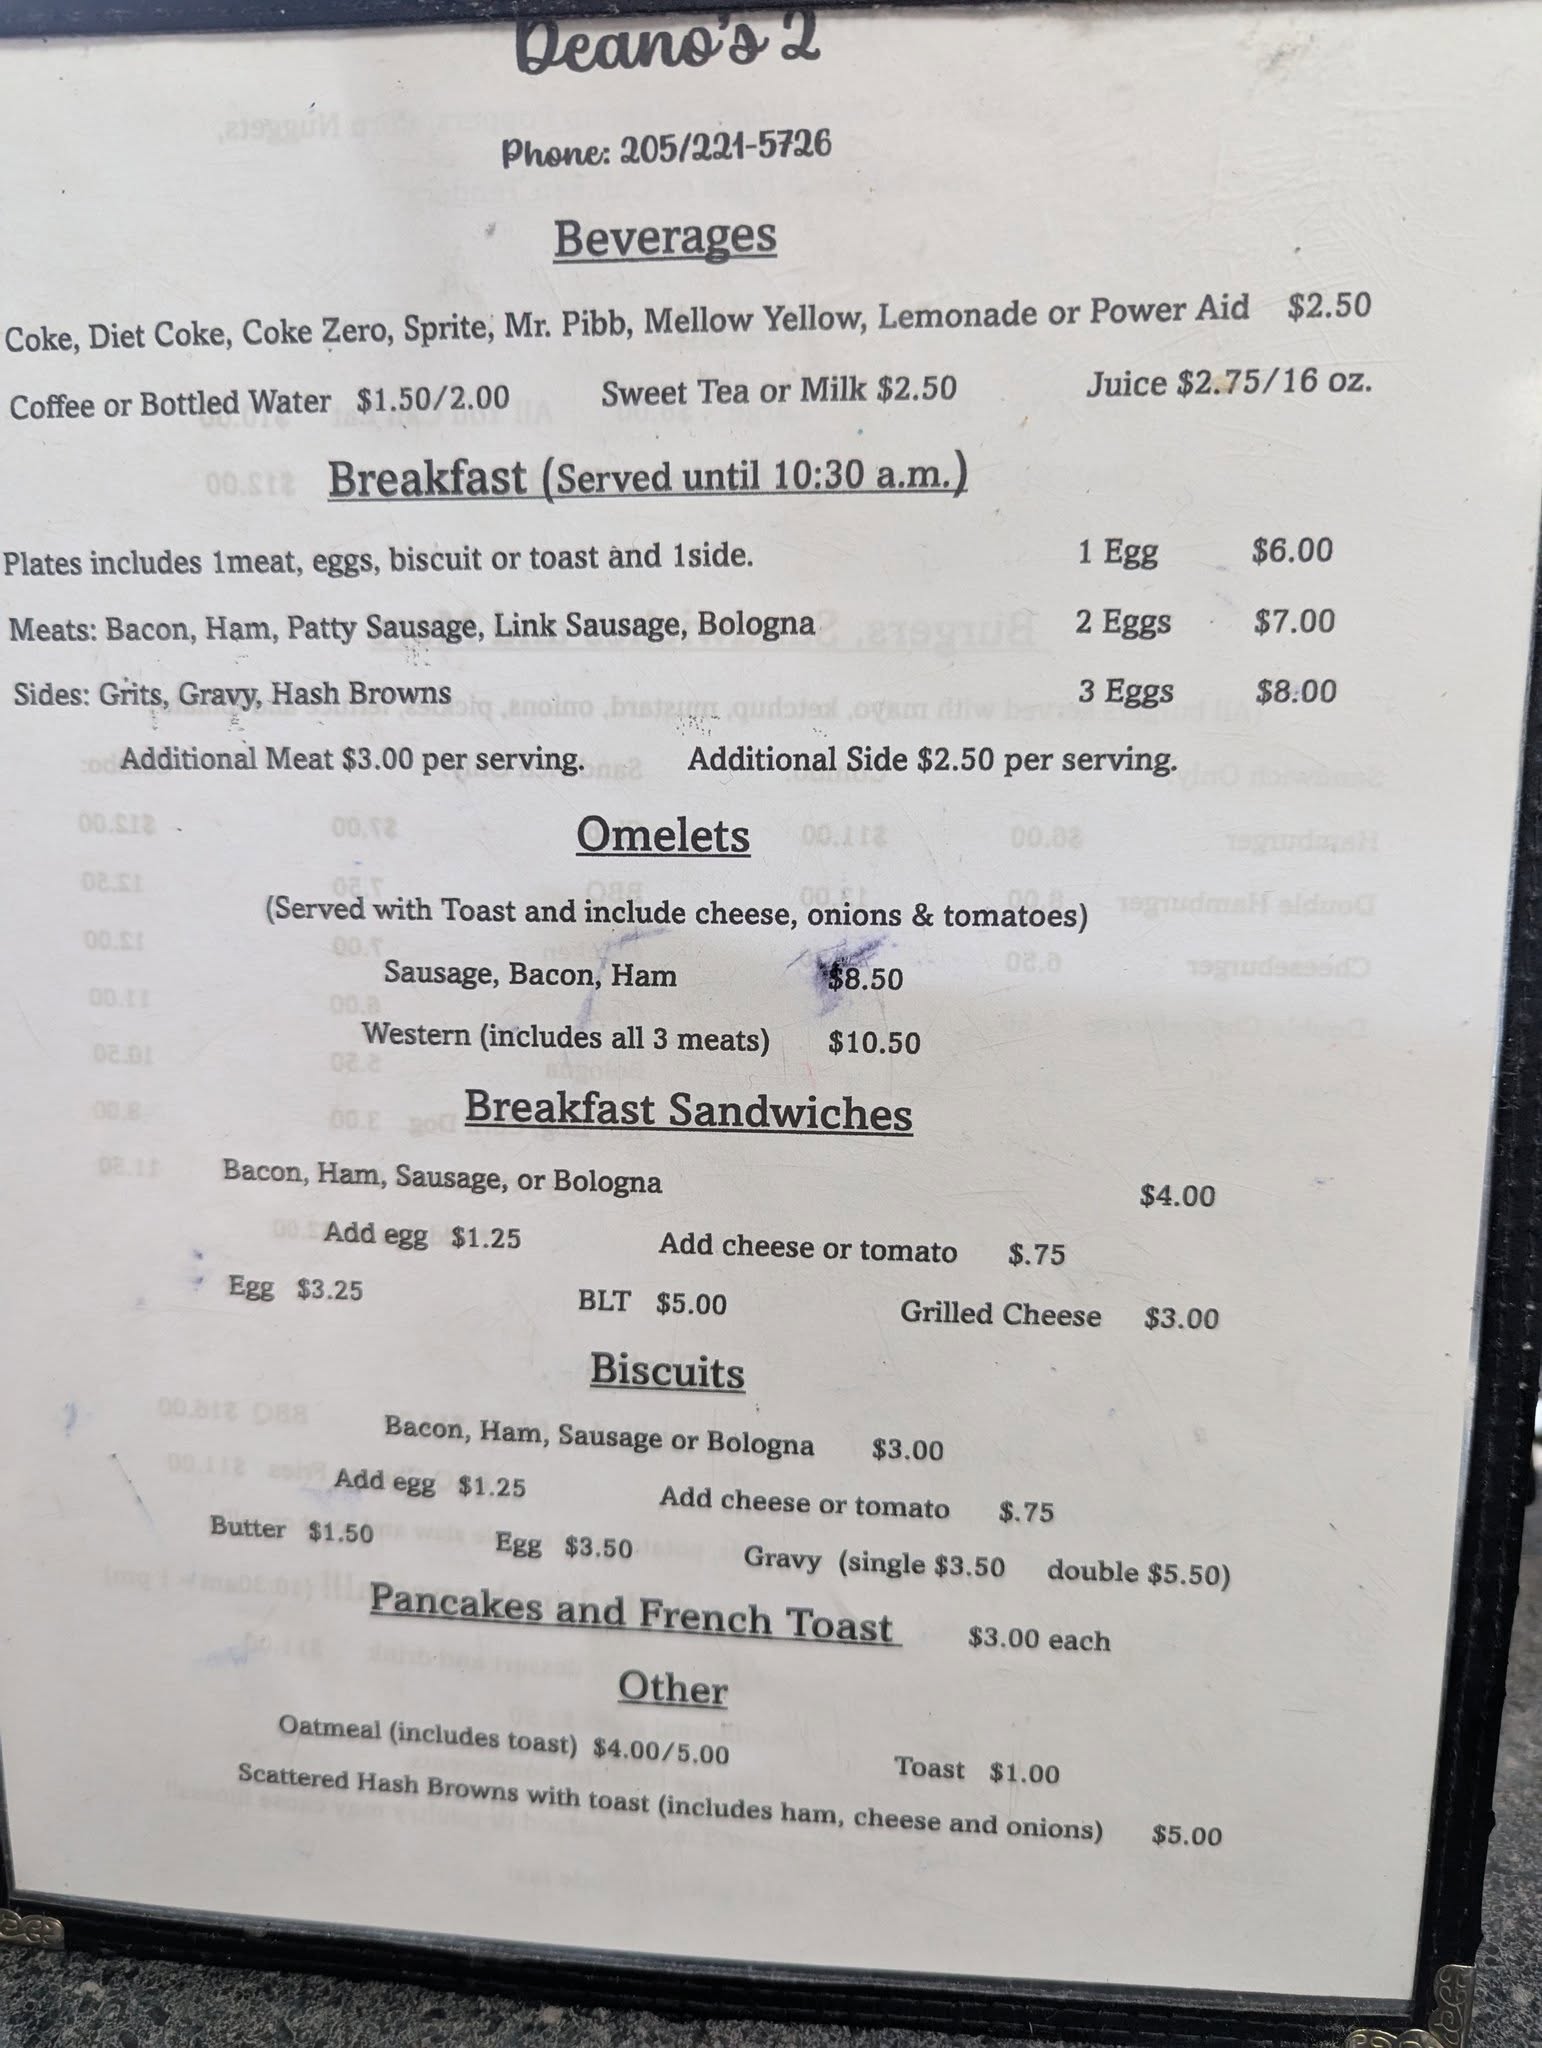 Deano's 2
Phone: 205/221-5726
Beverages
Coke, Diet Coke, Coke Zero, Sprite, Mr. Pibb, Mellow Yellow, Lemonade or Power Aid $2.50
Coffee or Bottled Water $1.50/2.00 Sweet Tea or Milk $2.50 Juice $2.75/16 oz.
Breakfast (Served until 10:30 a.m.)
Plates includes 1meat, eggs, biscuit or toast and 1side. 1 Egg $6.00
Meats: Bacon, Ham, Patty Sausage, Link Sausage, Bologna 2 Eggs $7.00
Sides: Grits, Gravy, Hash Browns 3 Eggs $8.00
Additional Meat $3.00 per serving. Additional Side $2.50 per serving.
Omelets
(Served with Toast and include cheese, onions & tomatoes)
Sausage, Bacon, Ham $8.50
Western (includes all 3 meats) $10.50
Breakfast Sandwiches
Bacon, Ham, Sausage, or Bologna $4.00
Add egg $1.25 Add cheese or tomato $.75
Egg $3.25 BLT $5.00 Grilled Cheese $3.00
Biscuits
Bacon, Ham, Sausage or Bologna $3.00
Add egg $1.25 Add cheese or tomato $.75
Butter $1.50 Egg $3.50 Gravy (single $3.50 double $5.50)
Pancakes and French Toast $3.00 each
Other
Oatmeal (includes toast) $4.00/5.00 Toast $1.00
Scattered Hash Browns with toast (includes ham, cheese and onions) $5.00